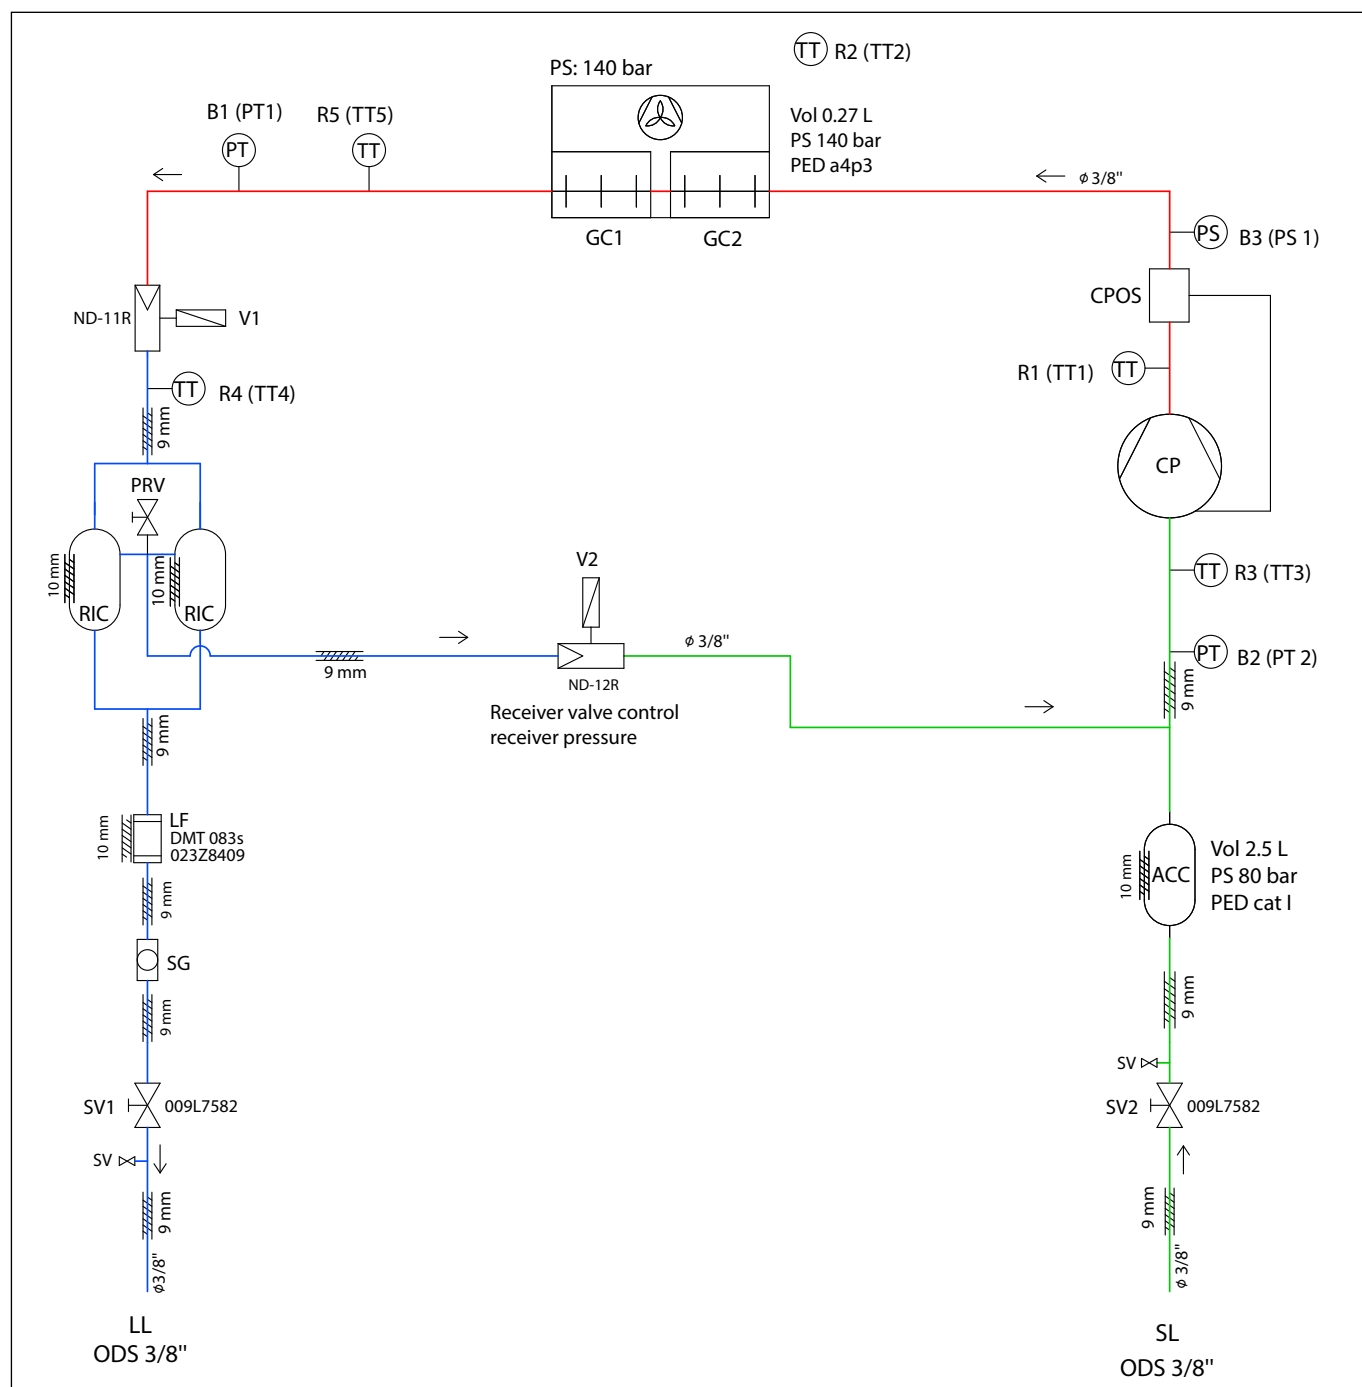 TT R2 (TT2)
PS: 140 bar
B1 (PT1)
R5 (TT5)
Vol 0.27 L
PS 140 bar
PED a4p3
PT
TT
ϕ 3/8"
GC1
GC2
PS B3 (PS 1)
CPOS
ND-11R
V1
R1 (TT1) TT
TT R4 (TT4)
9 mm
CP
PRV
10 mm
RIC
10 mm
RIC
V2
TT R3 (TT3)
ϕ 3/8"
PT B2 (PT 2)
9 mm
9 mm
ND-12R
Receiver valve control
receiver pressure
9 mm
10 mm
LF
DMT 083s
023Z8409
10 mm
ACC
Vol 2.5 L
PS 80 bar
PED cat I
9 mm
SG
9 mm
9 mm
SV
SV1 009L7582
SV2 009L7582
SV
9 mm
9 mm
ϕ3/8"
ϕ 3/8"
LL
ODS 3/8"
SL
ODS 3/8"